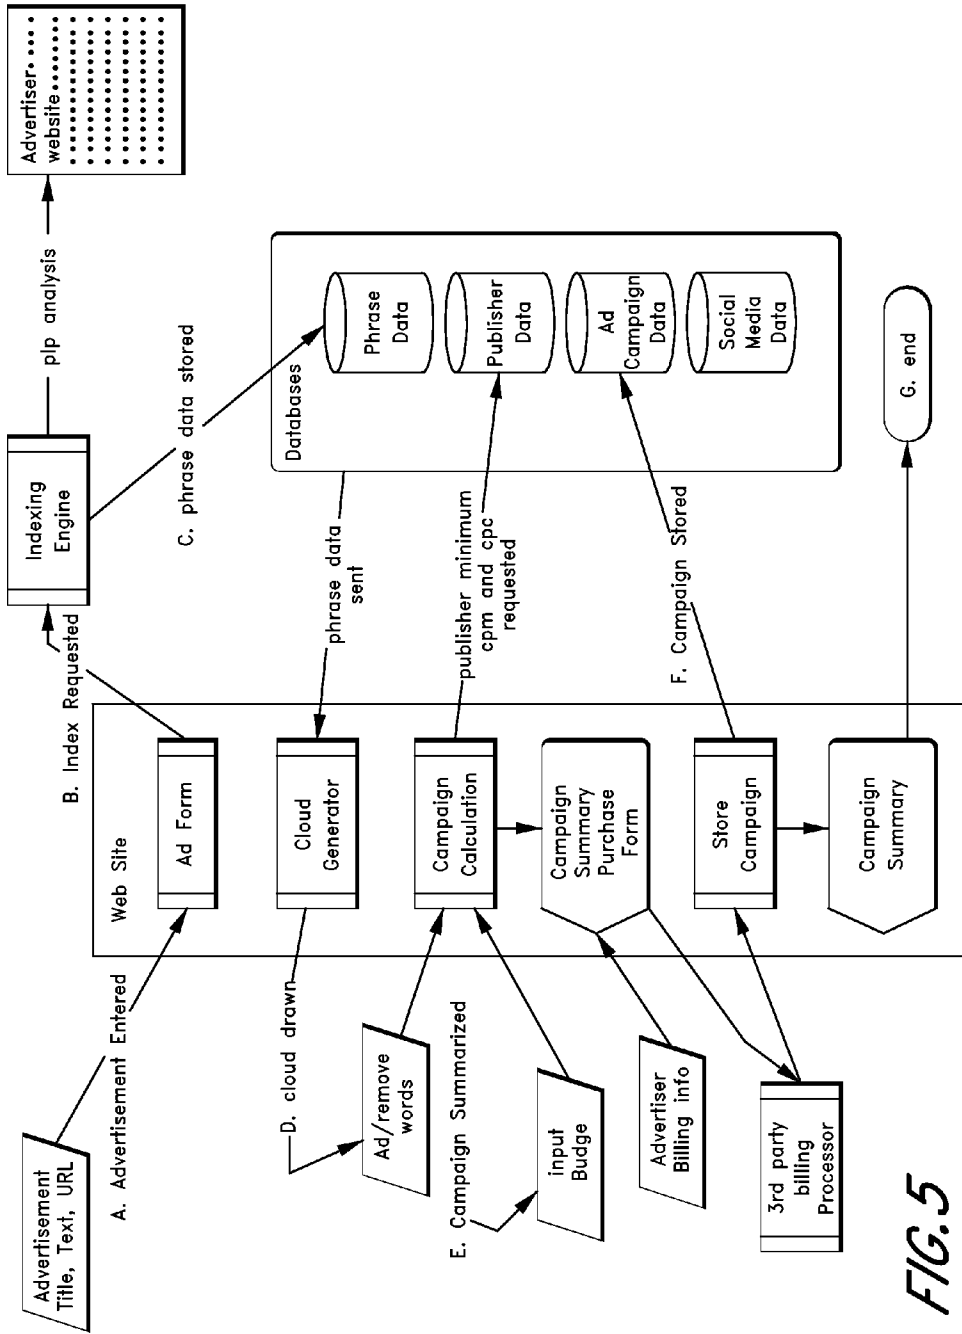 Advertisement
Title, Text, URL
A. Advertisement Entered
Web Site
Ad Form
B. Index Requested
Indexing
Engine
plp analysis
Advertiser
website
C. phrase data stored
Databases
Phrase
Data
Publisher
Data
Ad
Campaign
Data
Social
Media
Data
phrase data
sent
Cloud
Generator
D. cloud drawn
Ad/remove
words
Campaign
Calculation
publisher minimum
cpm and cpc
requested
E. Campaign Summarized
input
Budge
Campaign
Summary
Purchase
Form
Advertiser
Billing info
3rd party
billing
Processor
Store
Campaign
F. Campaign Stored
Campaign
Summary
G. end
FIG.5